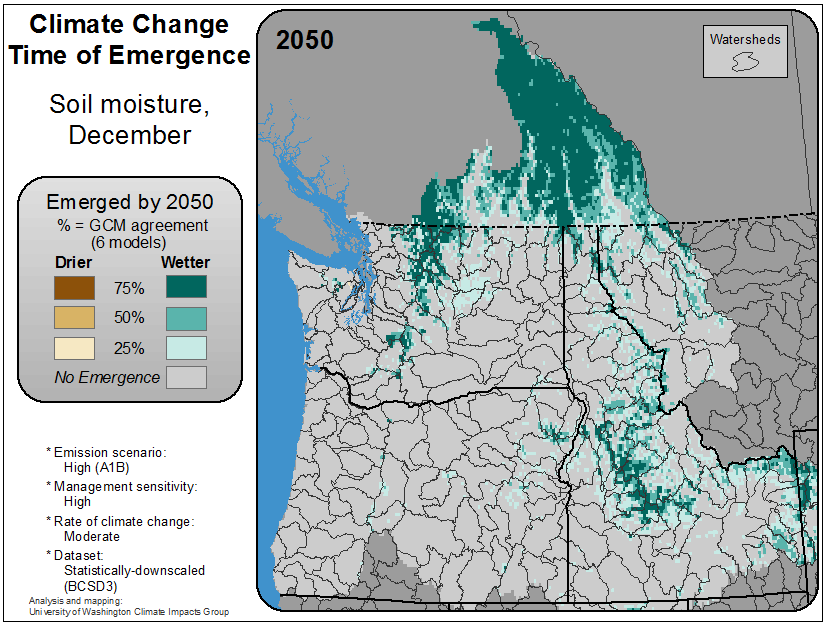 Climate Change
Time of Emergence
Soil moisture,
December
Emerged by 2050
% = GCM agreement
(6 models)
Drier Wetter
75%
50%
25%
No Emergence
* Emission scenario:
High (A1B)
* Management sensitivity:
High
* Rate of climate change:
Moderate
* Dataset:
Statistically-downscaled
(BCSD3)
Analysis and mapping:
University of Washington Climate Impacts Group
2050
Watersheds